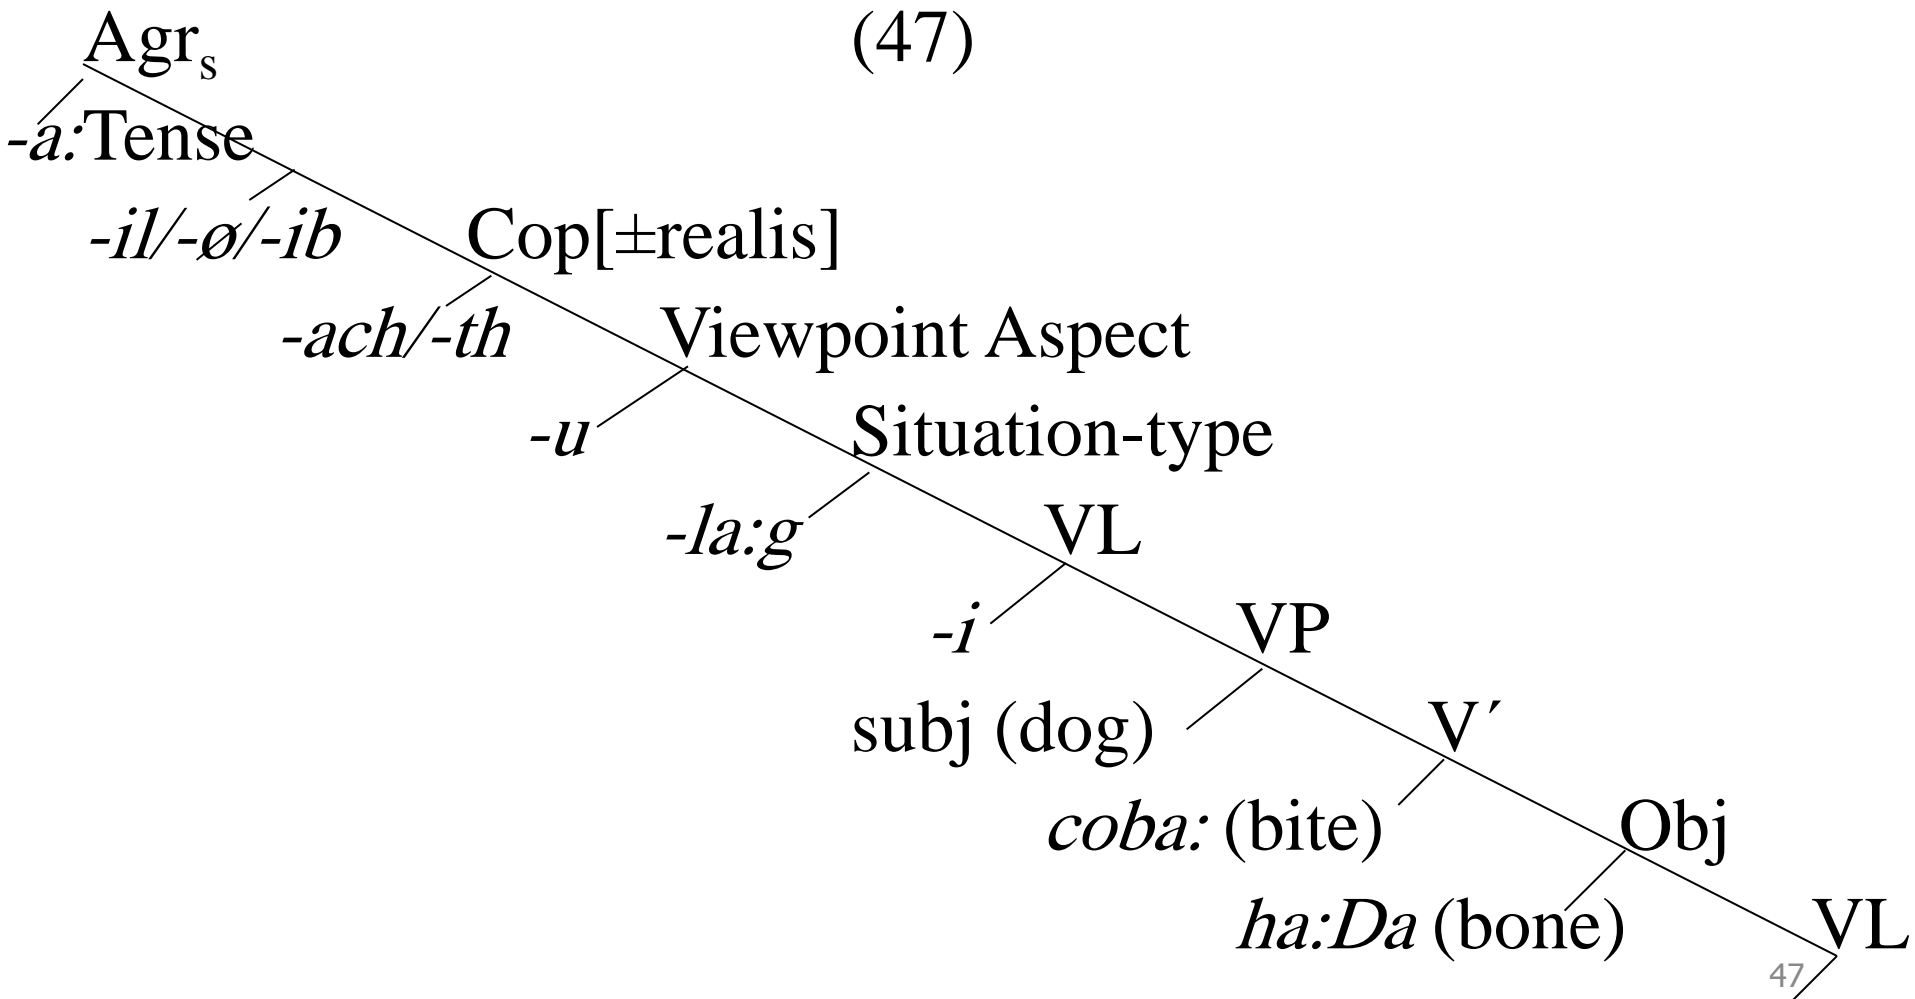 Agrₛ (47)
-a: Tense
-il/-ø/-ib Cop[±realis]
-ach/-th Viewpoint Aspect
-u Situation-type
-la:g VL
-i VP
subj (dog) V´
coba: (bite) Obj
ha:Da (bone) VL
47